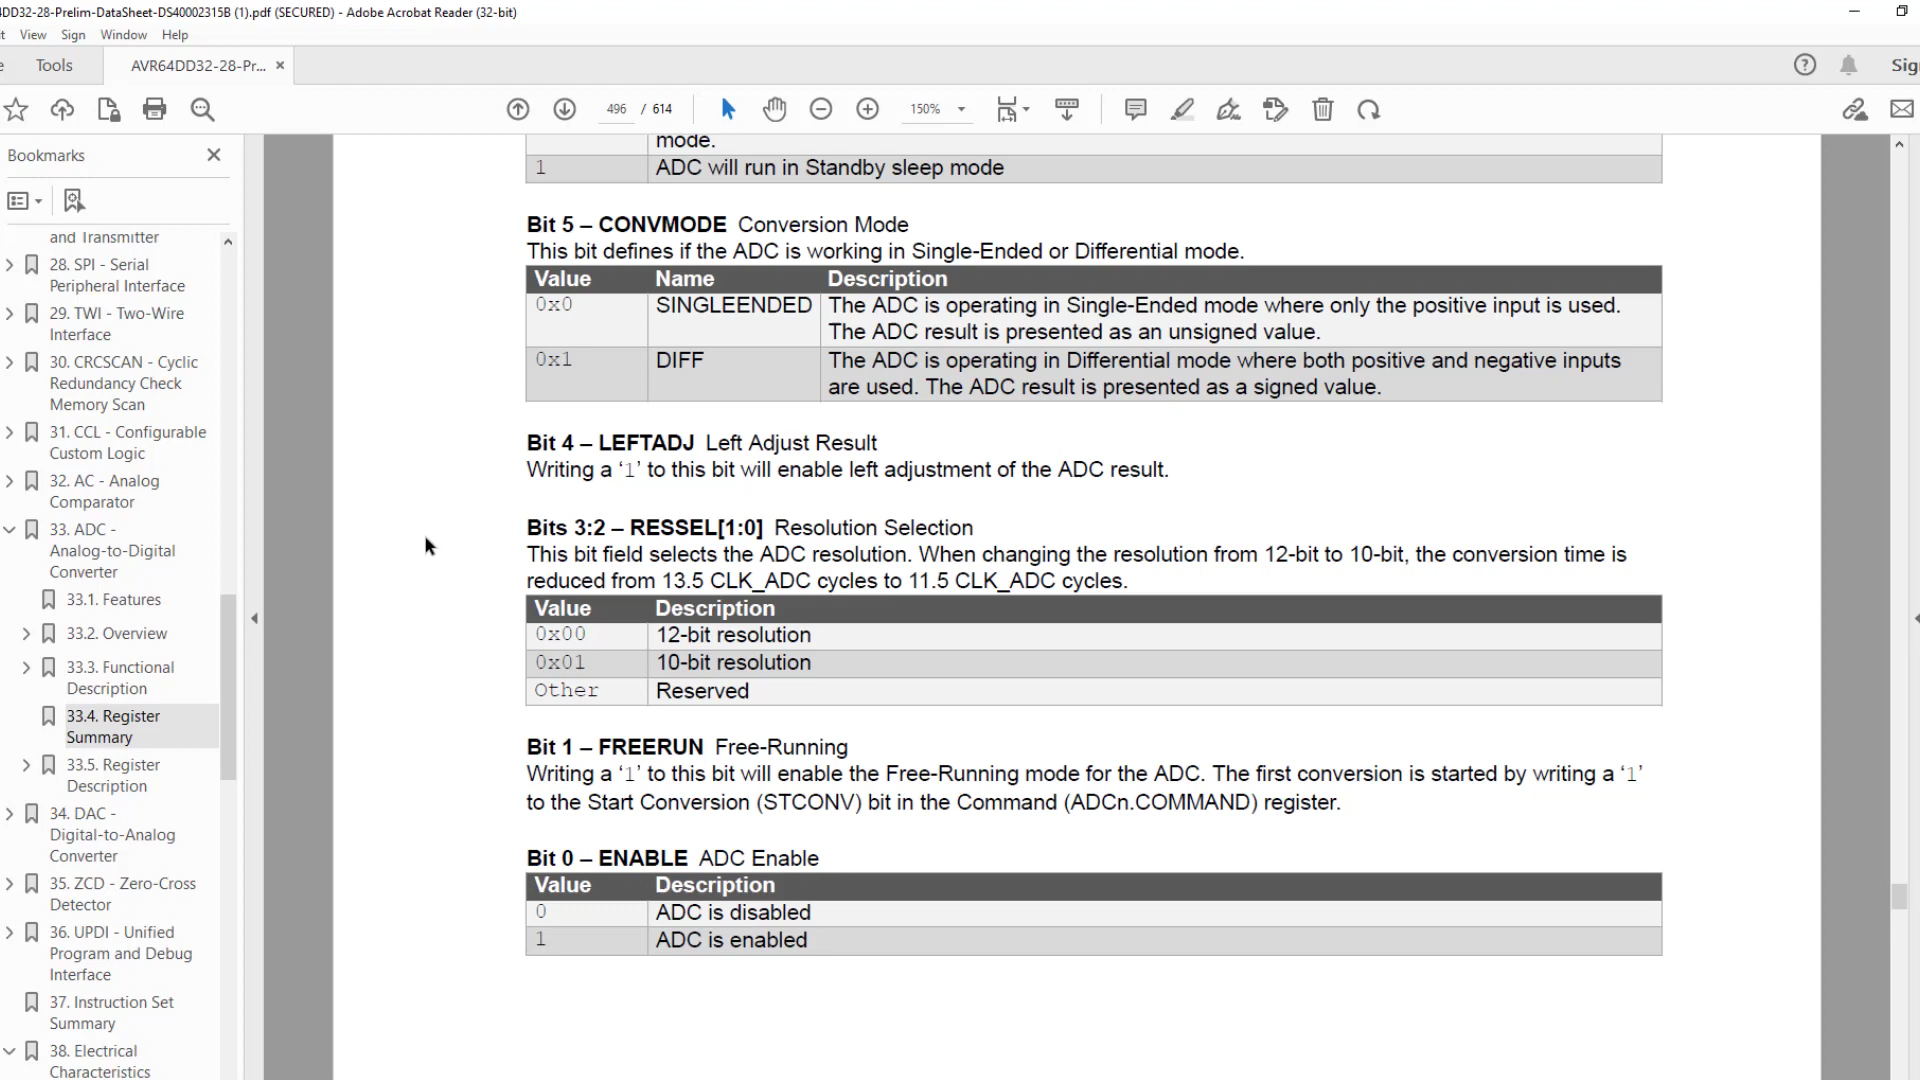 DD32-28-Prelim-DataSheet-DS40002315B (1).pdf (SECURED) - Adobe Acrobat Reader (32-bit)
View Sign Window Help
Tools AVR64DD32-28-Pr...
496 / 614 150%
Bookmarks
and Transmitter
28. SPI - Serial
Peripheral Interface
29. TWI - Two-Wire
Interface
30. CRCSCAN - Cyclic
Redundancy Check
Memory Scan
31. CCL - Configurable
Custom Logic
32. AC - Analog
Comparator
33. ADC -
Analog-to-Digital
Converter
33.1. Features
33.2. Overview
33.3. Functional
Description
33.4. Register
Summary
33.5. Register
Description
34. DAC -
Digital-to-Analog
Converter
35. ZCD - Zero-Cross
Detector
36. UPDI - Unified
Program and Debug
Interface
37. Instruction Set
Summary
38. Electrical
Characteristics
mode.
1 ADC will run in Standby sleep mode
Bit 5 – CONVMODE Conversion Mode
This bit defines if the ADC is working in Single-Ended or Differential mode.
Value Name Description
0x0 SINGLEENDED The ADC is operating in Single-Ended mode where only the positive input is used.
The ADC result is presented as an unsigned value.
0x1 DIFF The ADC is operating in Differential mode where both positive and negative inputs
are used. The ADC result is presented as a signed value.
Bit 4 – LEFTADJ Left Adjust Result
Writing a ‘1’ to this bit will enable left adjustment of the ADC result.
Bits 3:2 – RESSEL[1:0] Resolution Selection
This bit field selects the ADC resolution. When changing the resolution from 12-bit to 10-bit, the conversion time is
reduced from 13.5 CLK_ADC cycles to 11.5 CLK_ADC cycles.
Value Description
0x00 12-bit resolution
0x01 10-bit resolution
Other Reserved
Bit 1 – FREERUN Free-Running
Writing a ‘1’ to this bit will enable the Free-Running mode for the ADC. The first conversion is started by writing a ‘1’
to the Start Conversion (STCONV) bit in the Command (ADCn.COMMAND) register.
Bit 0 – ENABLE ADC Enable
Value Description
0 ADC is disabled
1 ADC is enabled